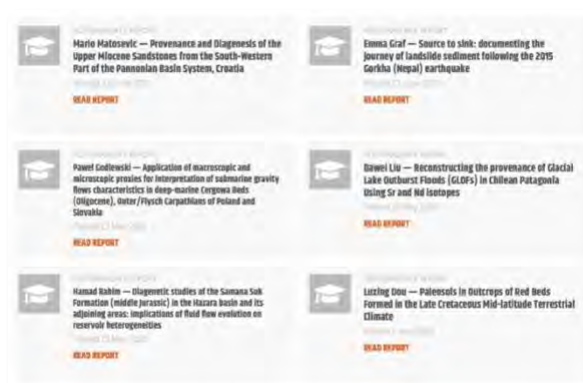 Mario Matosevic — Provenance and Diagenesis of the
Upper Miocene Sandstones from the South-Western
Part of the Pannonian Basin System, Croatia
READ REPORT
Emma Graf — Source to sink: documenting the
journey of landslide sediment following the 2015
Gorkha (Nepal) earthquake
READ REPORT
Pawel Godlewski — Application of macroscopic and
microscopic proxies for interpretation of submarine gravity
flows characteristics in deep-marine Cergowa Beds
(Oligocene), Outer/Flysch Carpathians of Poland and
Slovakia
READ REPORT
Dawei Liu — Reconstructing the provenance of Glacial
Lake Outburst Floods (GLOFs) in Chilean Patagonia
Using Sr and Nd isotopes
READ REPORT
Hamad Rahim — Diagenetic studies of the Samana Suk
Formation (middle Jurassic) in the Hazara basin and its
adjoining areas: implications of fluid flow evolution on
reservoir heterogeneities
READ REPORT
Luxing Dou — Paleosols in Outcrops of Red Beds
Formed in the Late Cretaceous Mid-latitude Terrestrial
Climate
READ REPORT